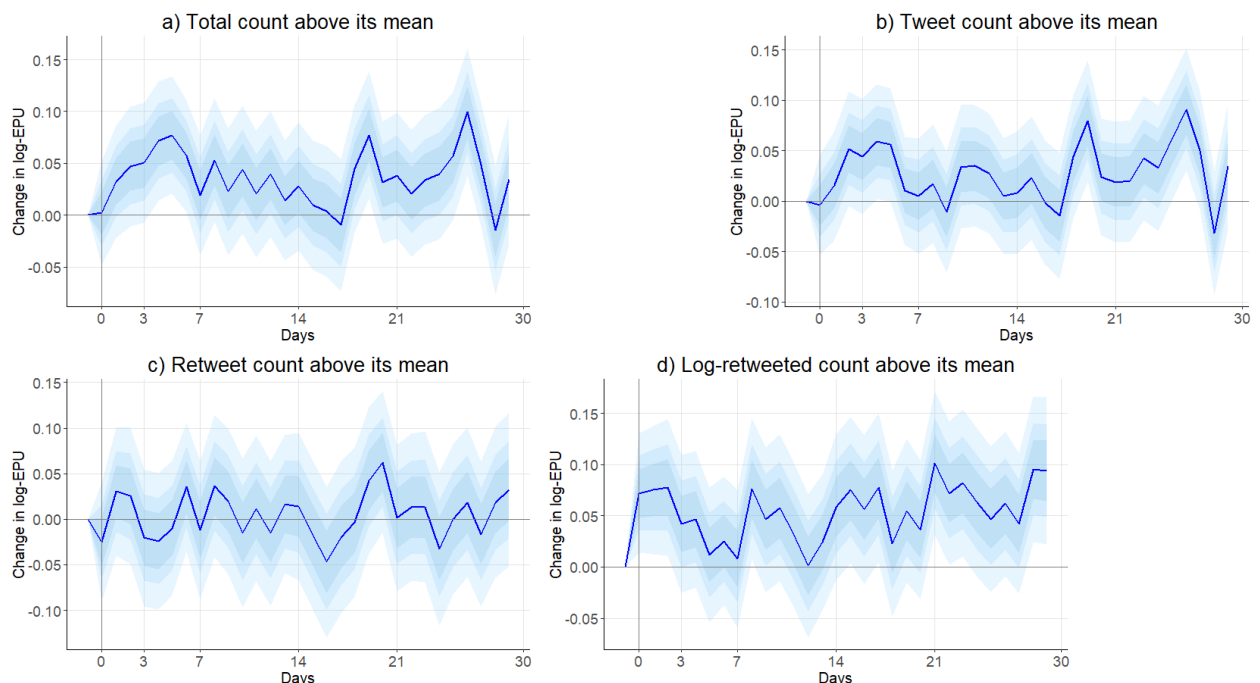 a) Total count above its mean
Change in log-EPU
0.15
0.10
0.05
0.00
-0.05
0 3 7 14 21 30
Days
b) Tweet count above its mean
Change in log-EPU
0.15
0.10
0.05
0.00
-0.05
-0.10
0 3 7 14 21 30
Days
c) Retweet count above its mean
Change in log-EPU
0.15
0.10
0.05
0.00
-0.05
-0.10
0 3 7 14 21 30
Days
d) Log-retweeted count above its mean
Change in log-EPU
0.15
0.10
0.05
0.00
-0.05
0 3 7 14 21 30
Days